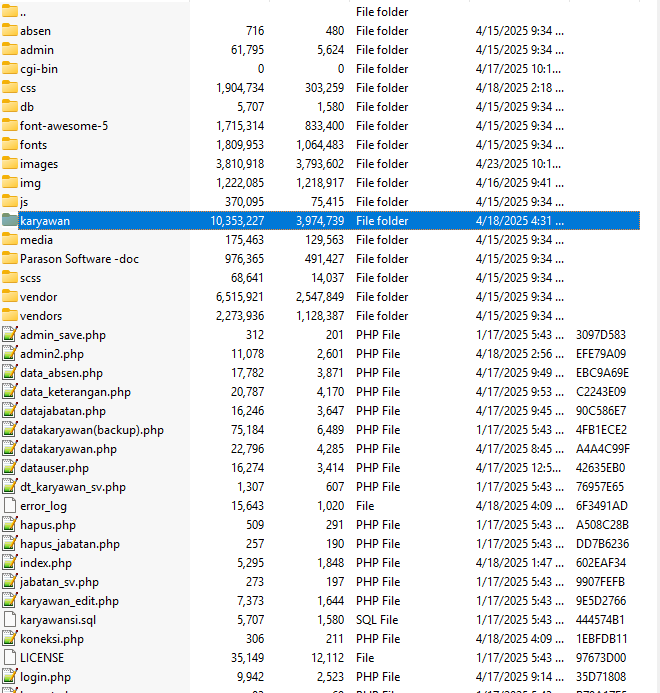 .. File folder
absen 716 480 File folder 4/15/2025 9:34 ...
admin 61,795 5,624 File folder 4/15/2025 9:34 ...
cgi-bin 0 0 File folder 4/17/2025 10:1...
css 1,904,734 303,259 File folder 4/18/2025 2:18 ...
db 5,707 1,580 File folder 4/15/2025 9:34 ...
font-awesome-5 1,715,314 833,400 File folder 4/15/2025 9:34 ...
fonts 1,809,953 1,064,483 File folder 4/15/2025 9:34 ...
images 3,810,918 3,793,602 File folder 4/23/2025 10:1...
img 1,222,085 1,218,917 File folder 4/16/2025 9:41 ...
js 370,095 75,415 File folder 4/15/2025 9:34 ...
karyawan 10,353,227 3,974,739 File folder 4/18/2025 4:31 ...
media 175,463 129,563 File folder 4/15/2025 9:34 ...
Parason Software -doc 976,365 491,427 File folder 4/15/2025 9:34 ...
scss 68,641 14,037 File folder 4/15/2025 9:34 ...
vendor 6,515,921 2,547,849 File folder 4/15/2025 9:34 ...
vendors 2,273,936 1,128,387 File folder 4/15/2025 9:34 ...
admin_save.php 312 201 PHP File 1/17/2025 5:43 ... 3097D583
admin2.php 11,078 2,601 PHP File 4/18/2025 2:56 ... EFE79A09
data_absen.php 17,782 3,871 PHP File 4/17/2025 9:49 ... EBC9A69E
data_keterangan.php 20,787 4,170 PHP File 4/17/2025 9:53 ... C2243E09
datajabatan.php 16,246 3,647 PHP File 4/17/2025 9:45 ... 90C586E7
datakaryawan(backup).php 75,184 6,489 PHP File 1/17/2025 5:43 ... 4FB1ECE2
datakaryawan.php 22,796 4,285 PHP File 4/17/2025 8:45 ... A4A4C99F
datauser.php 16,274 3,414 PHP File 4/17/2025 12:5... 42635EB0
dt_karyawan_sv.php 1,307 607 PHP File 1/17/2025 5:43 ... 76957E65
error_log 15,643 1,020 File 4/18/2025 4:09 ... 6F3491AD
hapus.php 509 291 PHP File 1/17/2025 5:43 ... A508C28B
hapus_jabatan.php 257 190 PHP File 1/17/2025 5:43 ... DD7B6236
index.php 5,295 1,848 PHP File 4/18/2025 1:47 ... 602EAF34
jabatan_sv.php 273 197 PHP File 1/17/2025 5:43 ... 9907FEFB
karyawan_edit.php 7,373 1,644 PHP File 1/17/2025 5:43 ... 9E5D2766
karyawansi.sql 5,707 1,580 SQL File 1/17/2025 5:43 ... 444574B1
koneksi.php 306 211 PHP File 4/18/2025 4:09 ... 1EBFDB11
LICENSE 35,149 12,112 File 1/17/2025 5:43 ... 97673D00
login.php 9,942 2,523 PHP File 4/17/2025 9:14 ... 35D71808